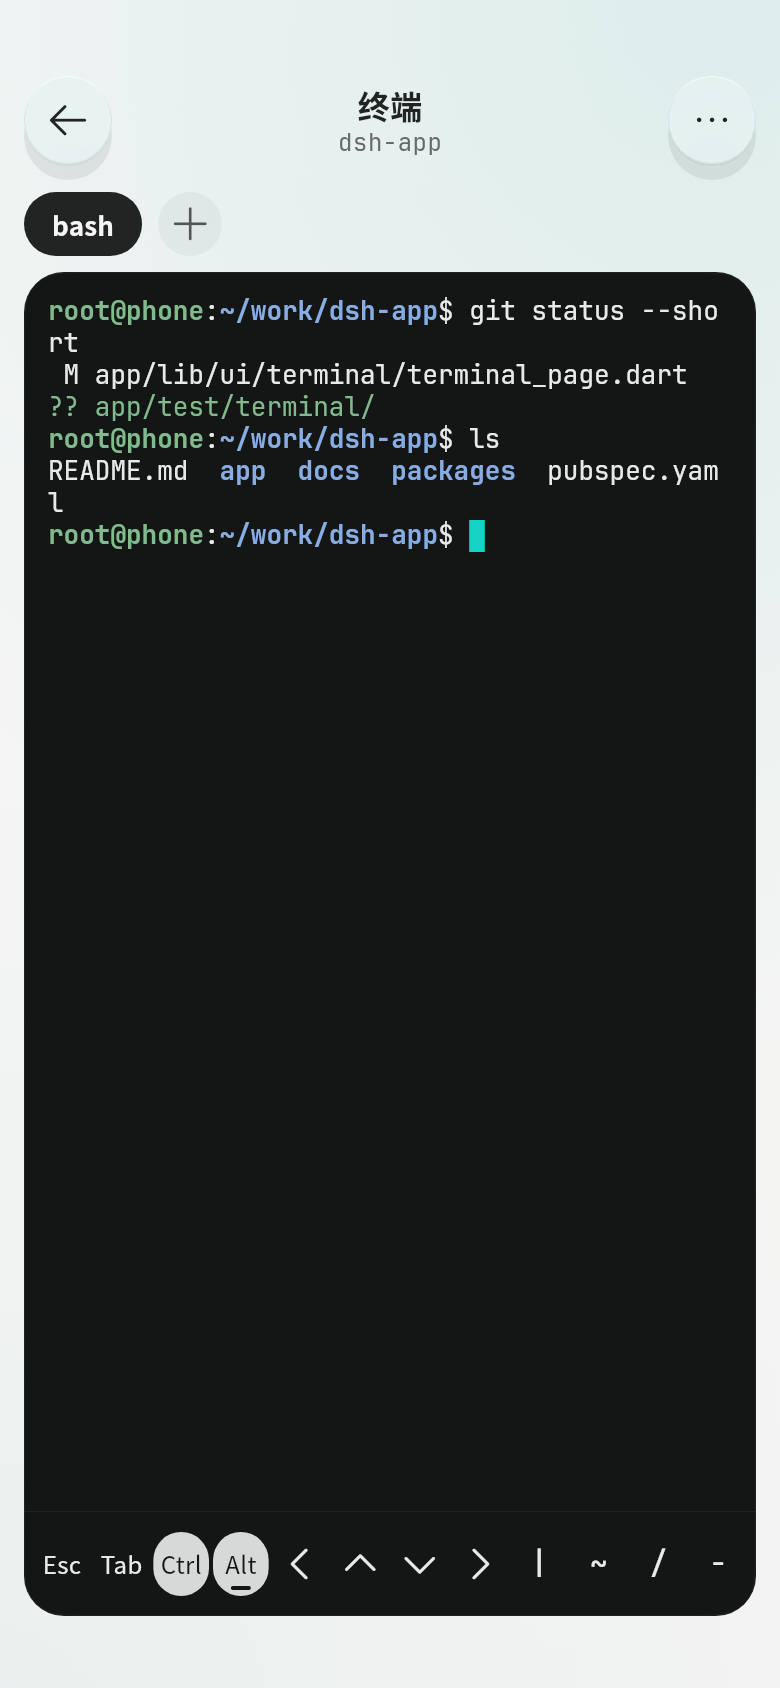 终端
dsh-app
bash
root@phone:~/work/dsh-app$ git status --sho
rt
 M app/lib/ui/terminal/terminal_page.dart
?? app/test/terminal/
root@phone:~/work/dsh-app$ ls
README.md  app  docs  packages  pubspec.yam
l
root@phone:~/work/dsh-app$
Esc Tab Ctrl Alt | ~ / -